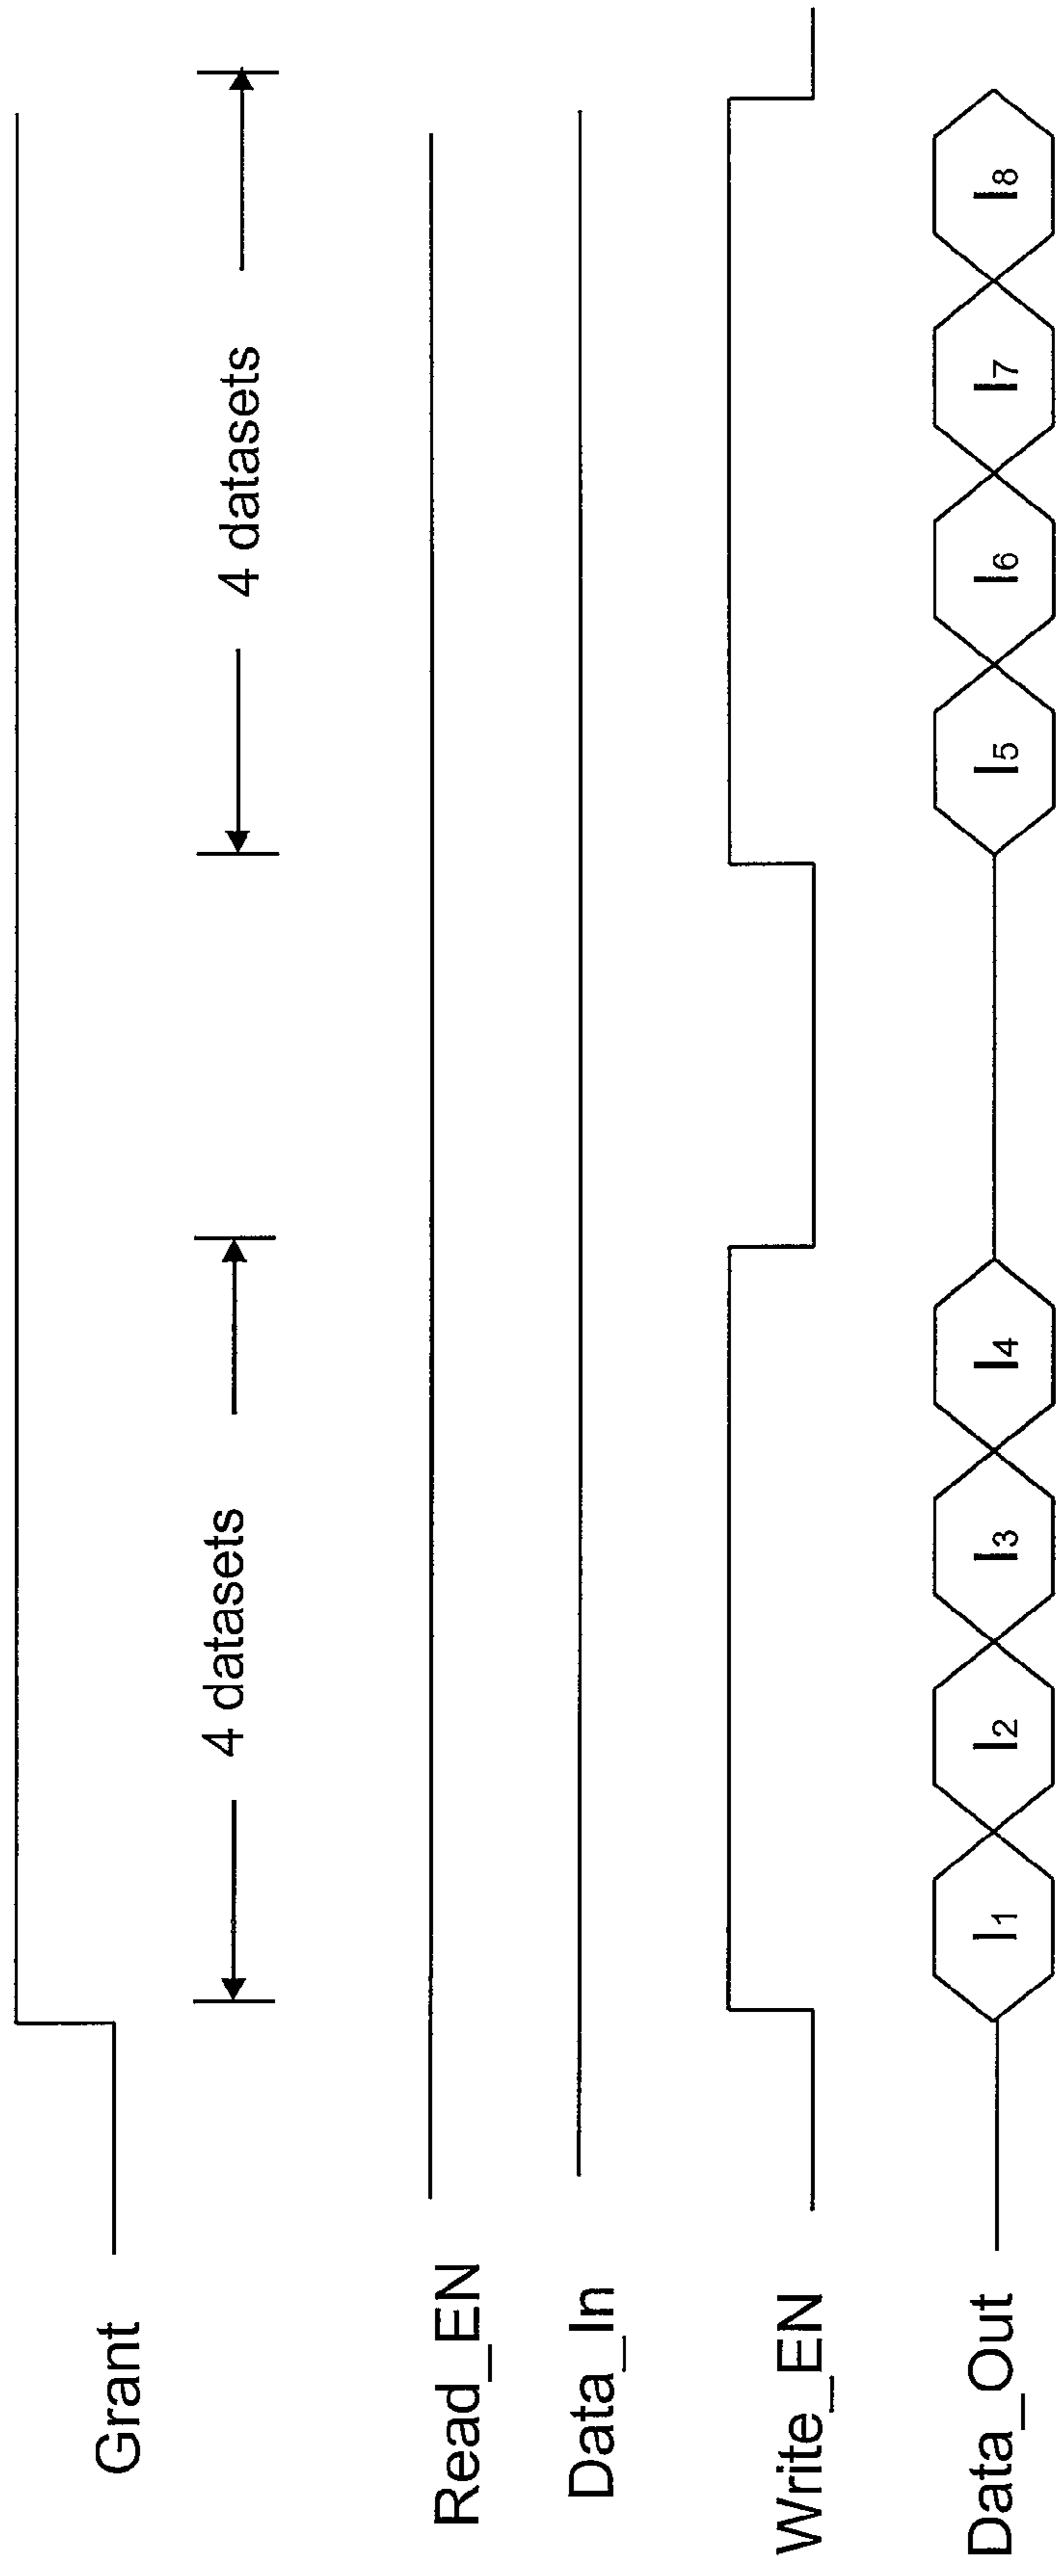 Grant
4 datasets 4 datasets
Read_EN
Data_In
Write_EN
Data_Out I1 I2 I3 I4 I5 I6 I7 I8